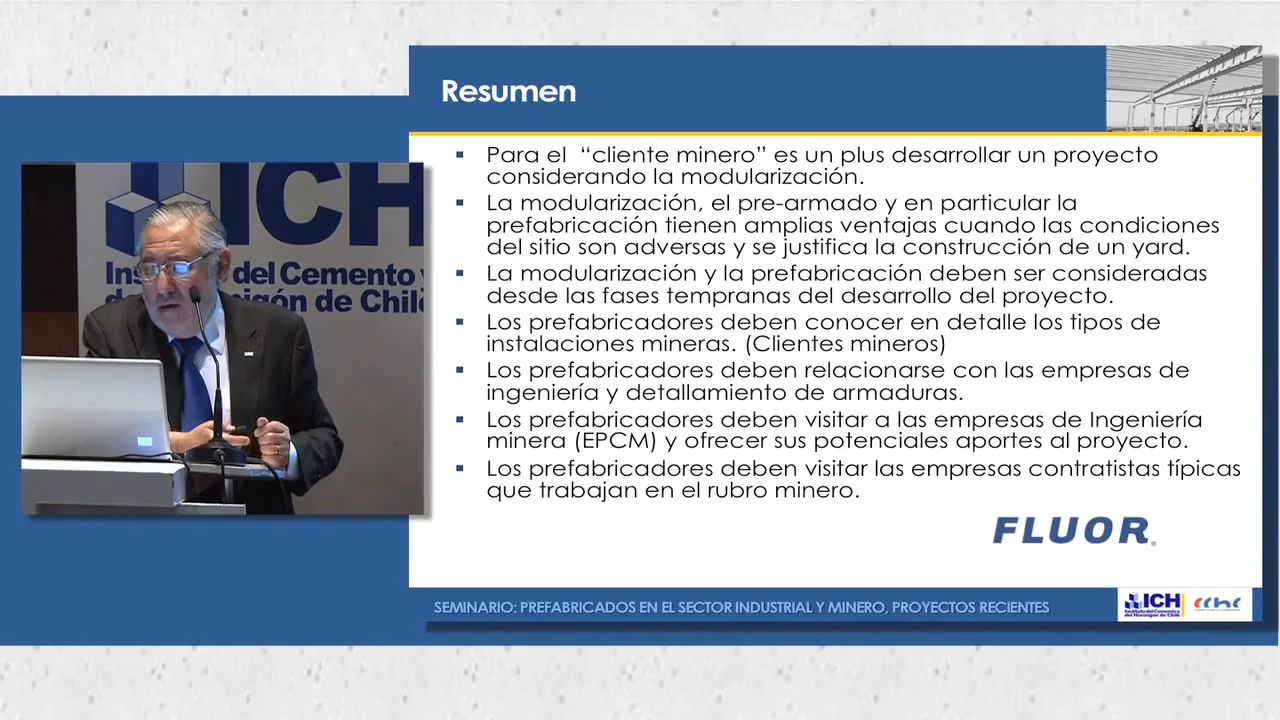 Resumen
Para el “cliente minero” es un plus desarrollar un proyecto
considerando la modularización.
La modularización, el pre-armado y en particular la
prefabricación tienen amplias ventajas cuando las condiciones
del sitio son adversas y se justifica la construcción de un yard.
La modularización y la prefabricación deben ser consideradas
desde las fases tempranas del desarrollo del proyecto.
Los prefabricadores deben conocer en detalle los tipos de
instalaciones mineras. (Clientes mineros)
Los prefabricadores deben relacionarse con las empresas de
ingeniería y detallamiento de armaduras.
Los prefabricadores deben visitar a las empresas de Ingeniería
minera (EPCM) y ofrecer sus potenciales aportes al proyecto.
Los prefabricadores deben visitar las empresas contratistas típicas
que trabajan en el rubro minero.
FLUOR
SEMINARIO: PREFABRICADOS EN EL SECTOR INDUSTRIAL Y MINERO, PROYECTOS RECIENTES
ICH
Instituto del Cemento y
del Hormigón de Chile
cchc
ICH
del Cemento y
de Chile